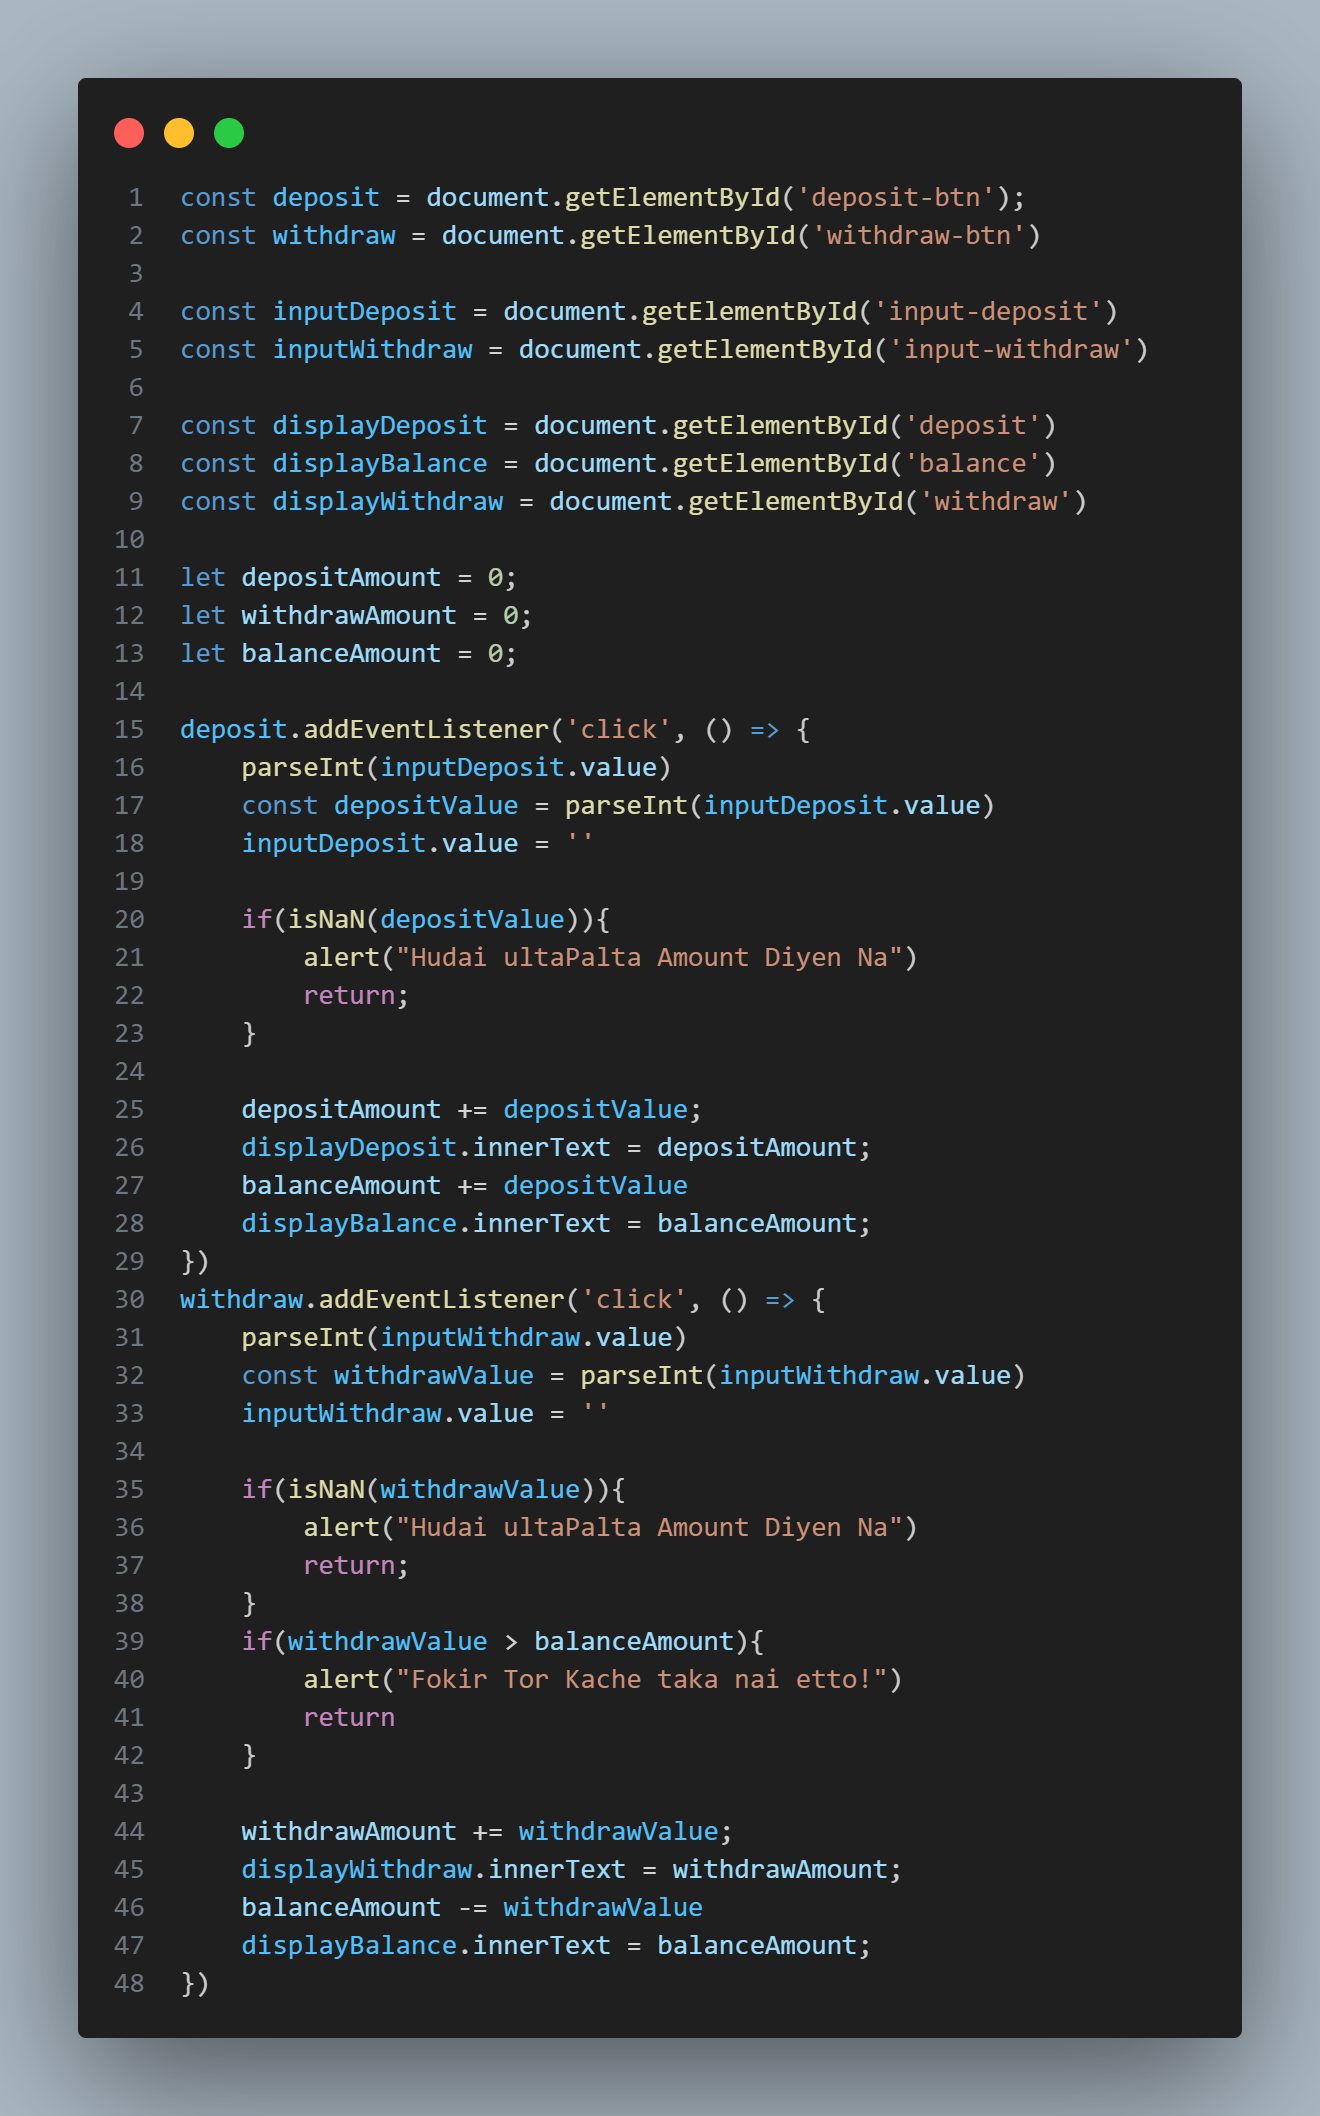 1 const deposit = document.getElementById('deposit-btn');
2 const withdraw = document.getElementById('withdraw-btn')
3
4 const inputDeposit = document.getElementById('input-deposit')
5 const inputWithdraw = document.getElementById('input-withdraw')
6
7 const displayDeposit = document.getElementById('deposit')
8 const displayBalance = document.getElementById('balance')
9 const displayWithdraw = document.getElementById('withdraw')
10
11 let depositAmount = 0;
12 let withdrawAmount = 0;
13 let balanceAmount = 0;
14
15 deposit.addEventListener('click', () => {
16     parseInt(inputDeposit.value)
17     const depositValue = parseInt(inputDeposit.value)
18     inputDeposit.value = ''
19
20     if(isNaN(depositValue)){
21         alert("Hudai ultaPalta Amount Diyen Na")
22         return;
23     }
24
25     depositAmount += depositValue;
26     displayDeposit.innerText = depositAmount;
27     balanceAmount += depositValue
28     displayBalance.innerText = balanceAmount;
29 })
30 withdraw.addEventListener('click', () => {
31     parseInt(inputWithdraw.value)
32     const withdrawValue = parseInt(inputWithdraw.value)
33     inputWithdraw.value = ''
34
35     if(isNaN(withdrawValue)){
36         alert("Hudai ultaPalta Amount Diyen Na")
37         return;
38     }
39     if(withdrawValue > balanceAmount){
40         alert("Fokir Tor Kache taka nai etto!")
41         return
42     }
43
44     withdrawAmount += withdrawValue;
45     displayWithdraw.innerText = withdrawAmount;
46     balanceAmount -= withdrawValue
47     displayBalance.innerText = balanceAmount;
48 })